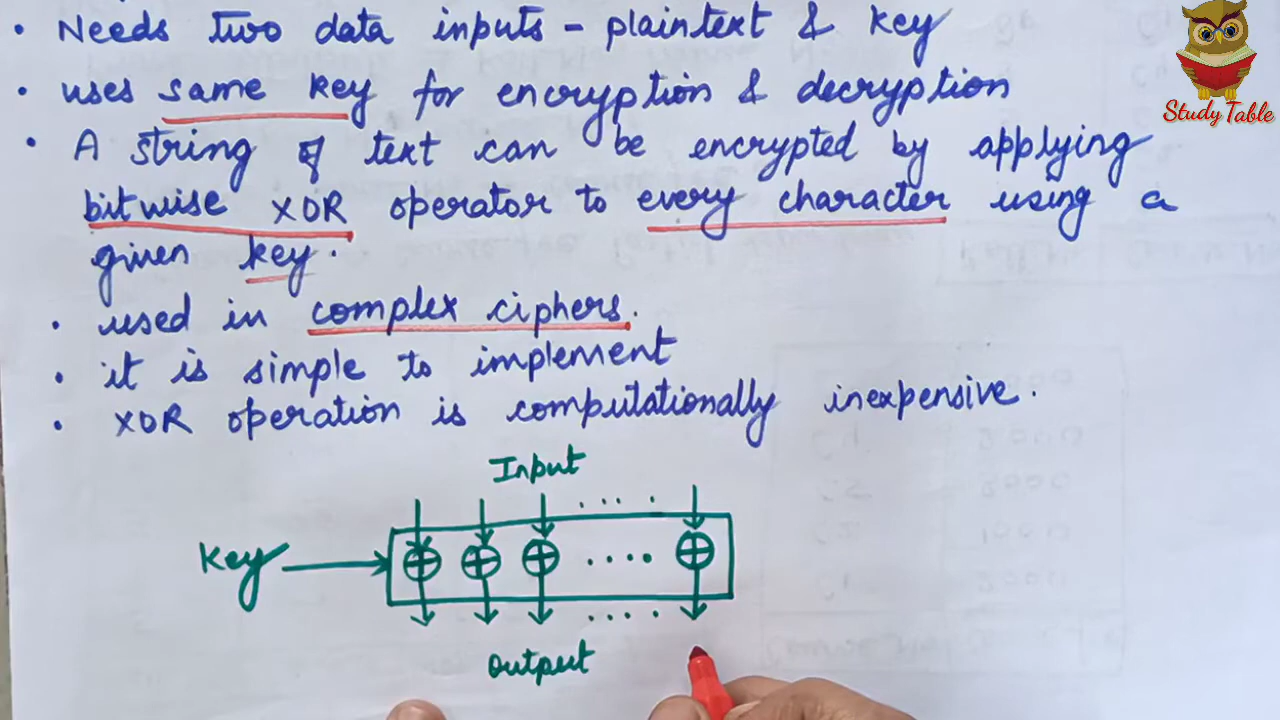 • Needs two data inputs - plaintext & key
• uses same key for encryption & decryption
• A string of text can be encrypted by applying
bitwise XOR operator to every character using a
given key.
• used in complex ciphers.
• it is simple to implement
• XOR operation is computationally inexpensive.
Input
Key
Output
Study Table